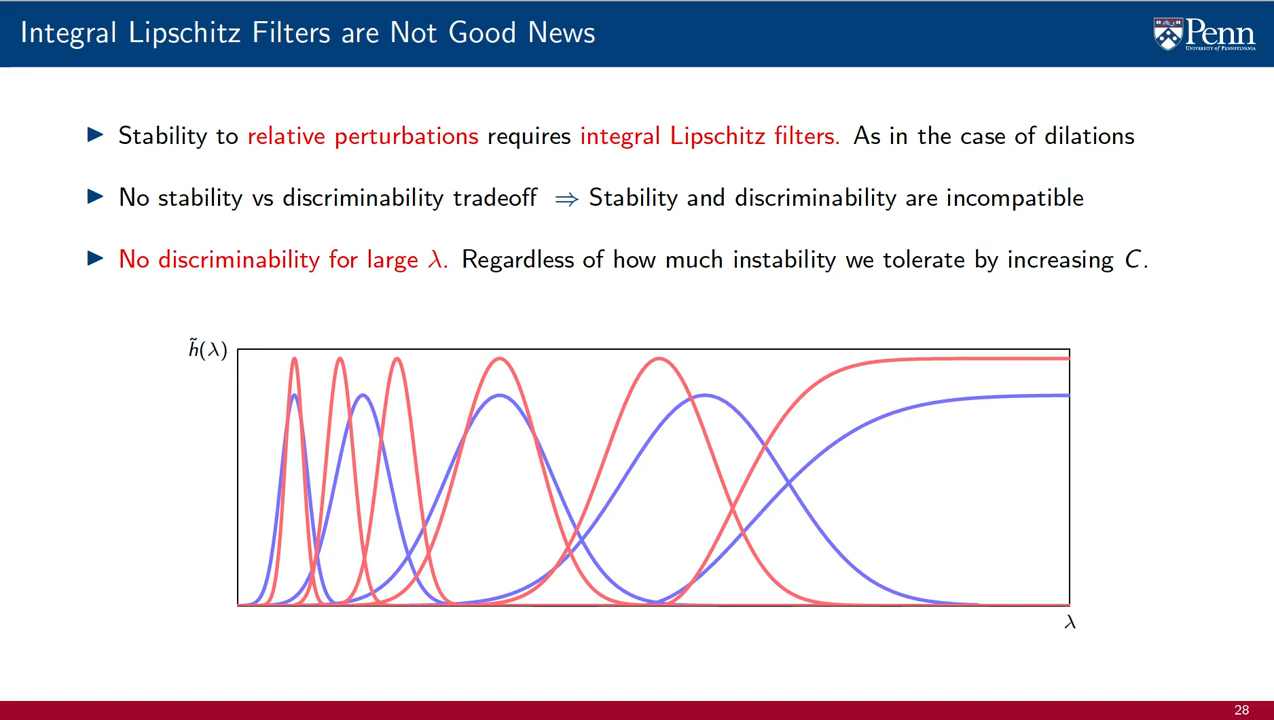 Integral Lipschitz Filters are Not Good News
Penn
UNIVERSITY of PENNSYLVANIA
▶ Stability to relative perturbations requires integral Lipschitz filters. As in the case of dilations
▶ No stability vs discriminability tradeoff ⇒ Stability and discriminability are incompatible
▶ No discriminability for large λ. Regardless of how much instability we tolerate by increasing C.
h̃(λ)
λ
28